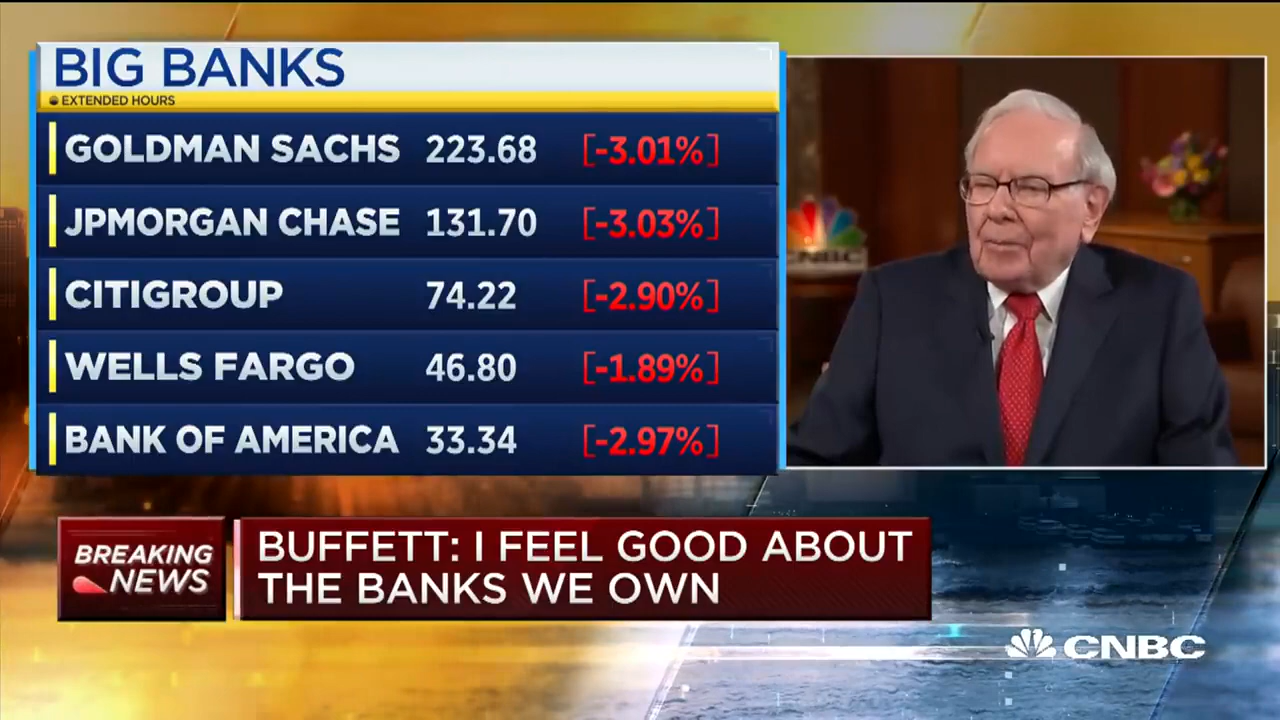 BIG BANKS
EXTENDED HOURS
GOLDMAN SACHS 223.68 [-3.01%]
JPMORGAN CHASE 131.70 [-3.03%]
CITIGROUP 74.22 [-2.90%]
WELLS FARGO 46.80 [-1.89%]
BANK OF AMERICA 33.34 [-2.97%]
CNBC
BREAKING NEWS
BUFFETT: I FEEL GOOD ABOUT
THE BANKS WE OWN
CNBC